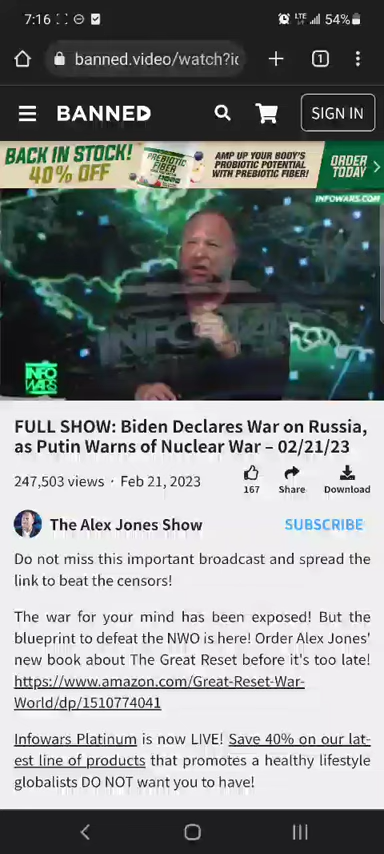 7:16
LTE
54%
banned.video/watch?ic
1
BANNED
SIGN IN
BACK IN STOCK!
40% OFF
PREBIOTIC
FIBER
AMP UP YOUR BODY'S
PROBIOTIC POTENTIAL
WITH PREBIOTIC FIBER!
ORDER
TODAY
INFOWARS.COM
INFOWARS
INFO
WARS
FULL SHOW: Biden Declares War on Russia,
as Putin Warns of Nuclear War – 02/21/23
247,503 views · Feb 21, 2023
167
Share
Download
The Alex Jones Show
SUBSCRIBE
Do not miss this important broadcast and spread the
link to beat the censors!
The war for your mind has been exposed! But the
blueprint to defeat the NWO is here! Order Alex Jones'
new book about The Great Reset before it's too late!
https://www.amazon.com/Great-Reset-War-
World/dp/1510774041
Infowars Platinum is now LIVE! Save 40% on our lat-
est line of products that promotes a healthy lifestyle
globalists DO NOT want you to have!